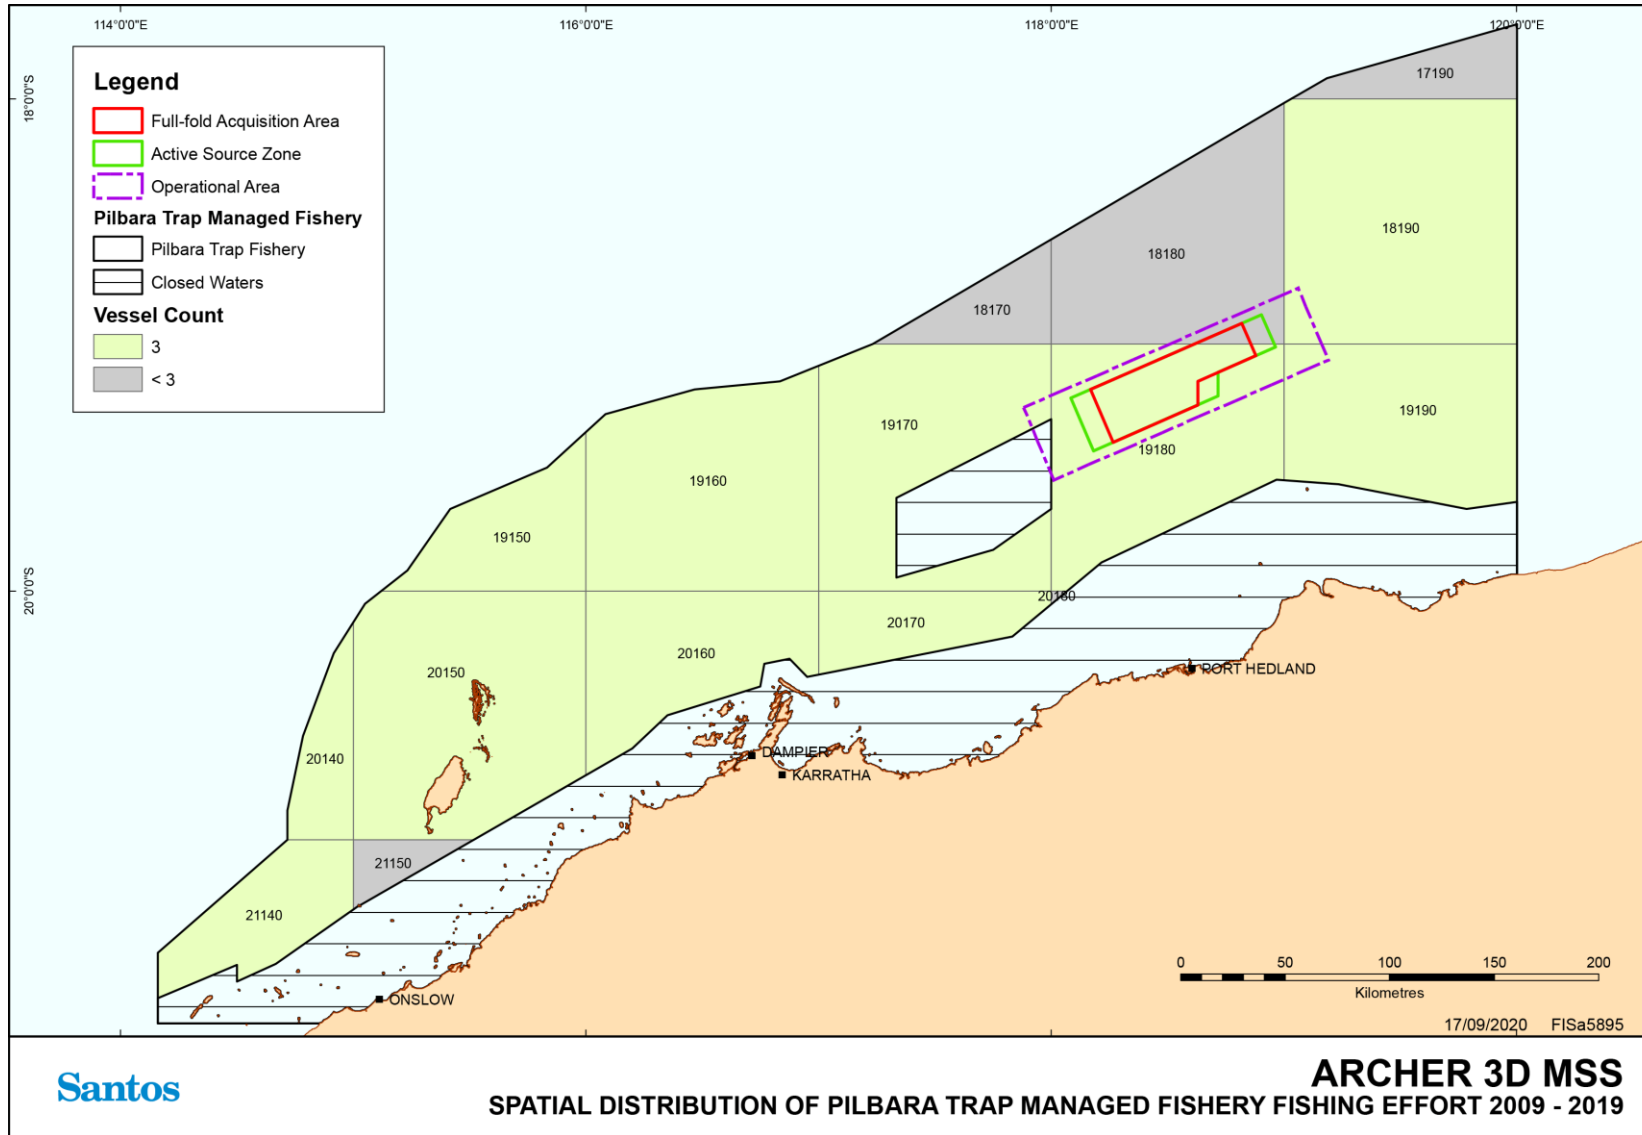 114°0'0"E
116°0'0"E
118°0'0"E
120°0'0"E
18°0'0"S
20°0'0"S
Legend
Full-fold Acquisition Area
Active Source Zone
Operational Area
Pilbara Trap Managed Fishery
Pilbara Trap Fishery
Closed Waters
Vessel Count
3
< 3
17190
18190
18180
18170
19190
19170
19180
19160
19150
20180
20170
20160
20150
20140
21150
21140
PORT HEDLAND
DAMPIER
KARRATHA
ONSLOW
0 50 100 150 200
Kilometres
17/09/2020 FISa5895
Santos
ARCHER 3D MSS
SPATIAL DISTRIBUTION OF PILBARA TRAP MANAGED FISHERY FISHING EFFORT 2009 - 2019